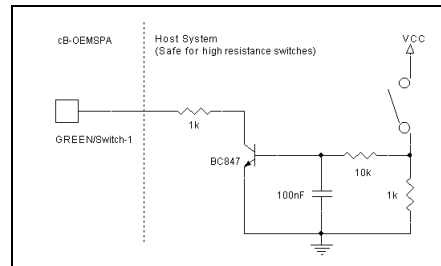 cB-OEMSPA
Host System
(Safe for high resistance switches)
VCC
1k
GREEN/Switch-1
BC847
10k
100nF
1k